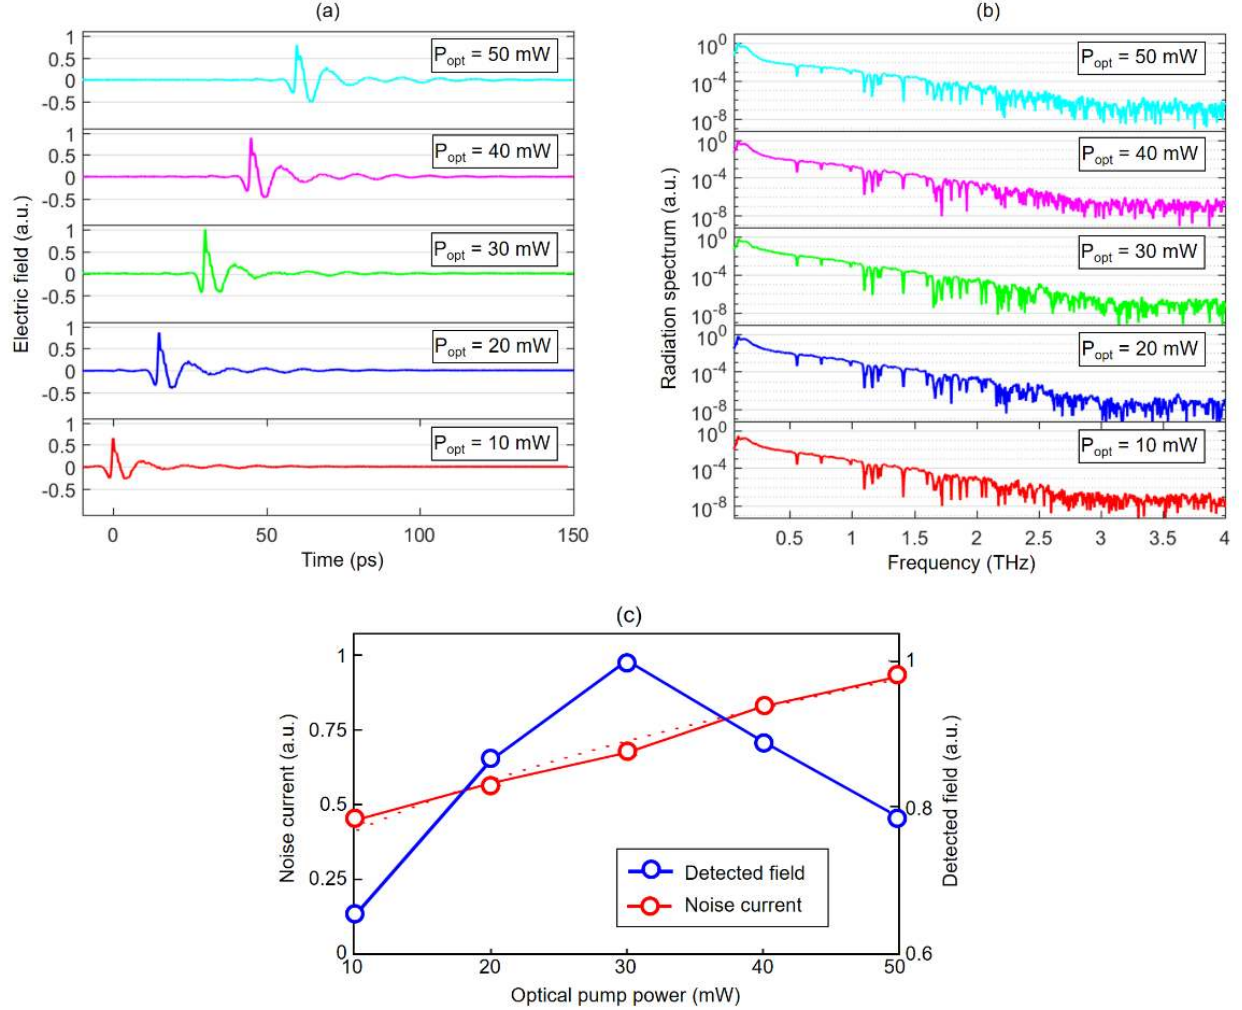 (a)
1
0.5
0
-0.5
P_opt = 50 mW
1
0.5
0
-0.5
P_opt = 40 mW
1
0.5
0
-0.5
P_opt = 30 mW
1
0.5
0
-0.5
P_opt = 20 mW
1
0.5
0
-0.5
P_opt = 10 mW
Electric field (a.u.)
0 50 100 150
Time (ps)
(b)
10^0
10^-4
10^-8
P_opt = 50 mW
10^0
10^-4
10^-8
P_opt = 40 mW
10^0
10^-4
10^-8
P_opt = 30 mW
10^0
10^-4
10^-8
P_opt = 20 mW
10^0
10^-4
10^-8
P_opt = 10 mW
Radiation spectrum (a.u.)
0.5 1 1.5 2 2.5 3 3.5 4
Frequency (THz)
(c)
1
0.75
0.5
0.25
0
Noise current (a.u.)
1
0.8
0.6
Detected field (a.u.)
Detected field
Noise current
10 20 30 40 50
Optical pump power (mW)